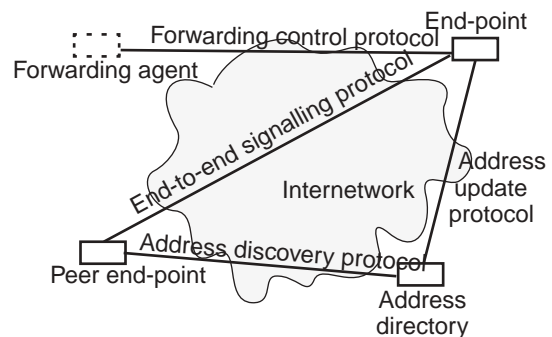 End-point
Forwarding control protocol
Forwarding agent
End-to-end signalling protocol
Address
update
protocol
Internetwork
Address discovery protocol
Peer end-point
Address
directory